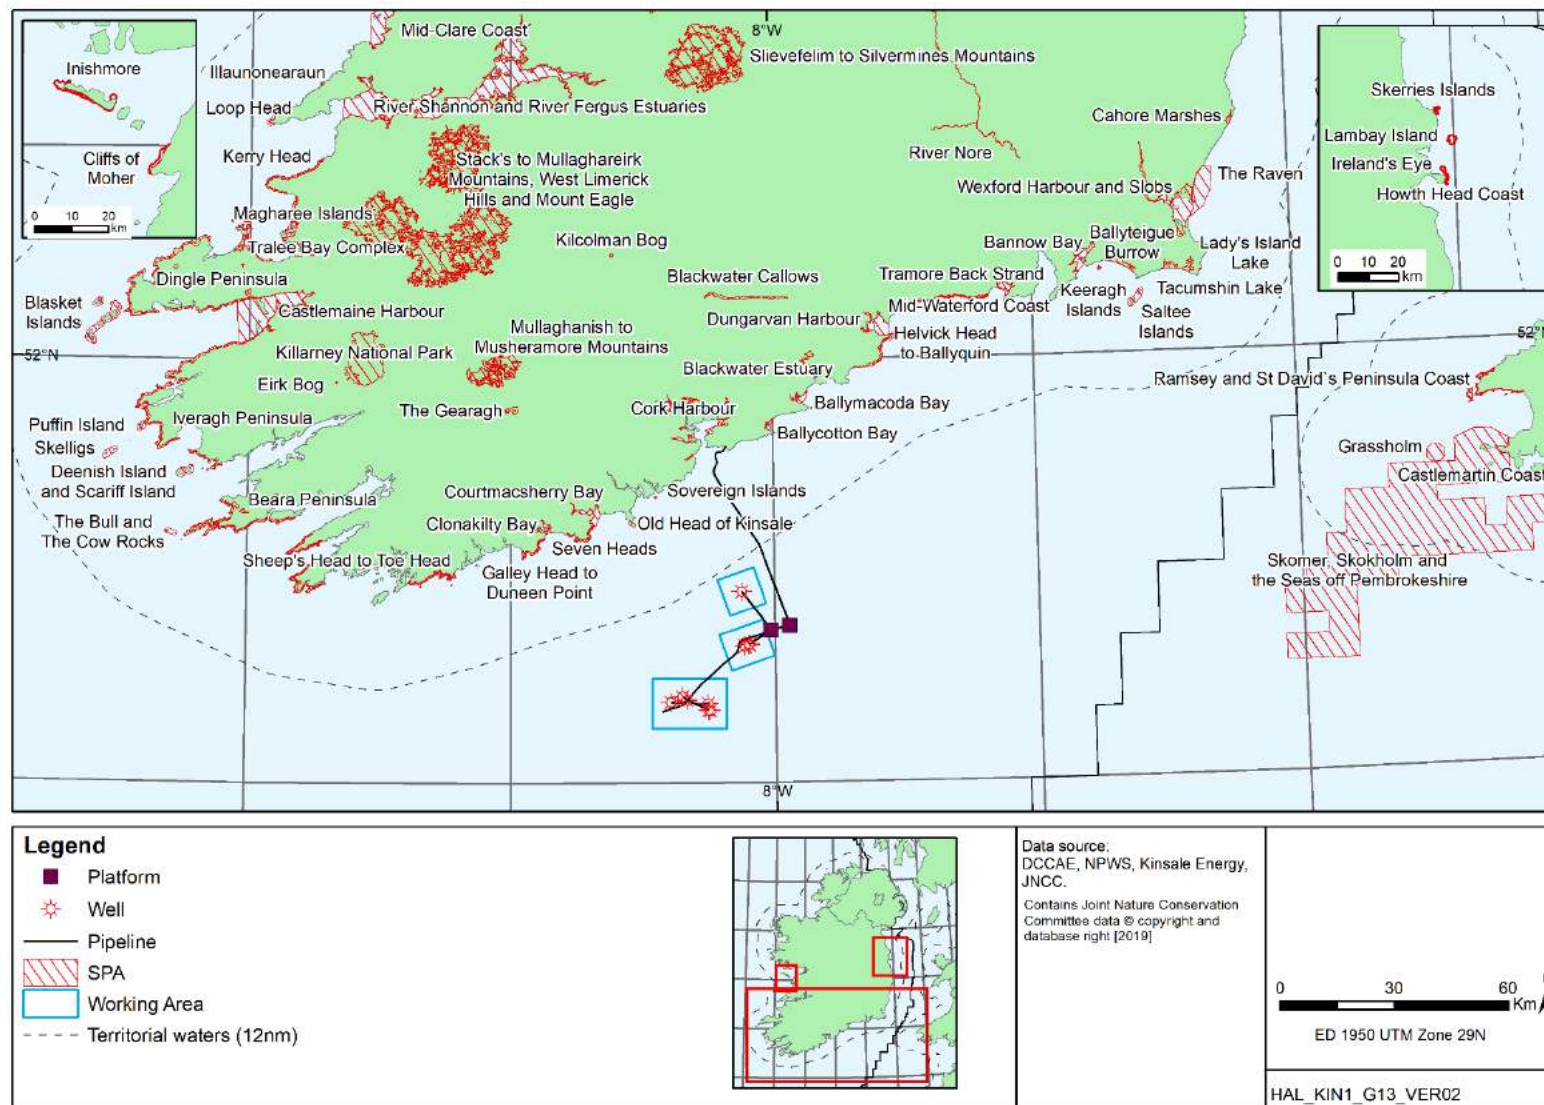 Mid-Clare Coast
8°W
Inishmore
Illaunonearaun
Slievefelim to Silvermines Mountains
Skerries Islands
Loop Head
River Shannon and River Fergus Estuaries
Cahore Marshes
Lambay Island
Cliffs of
Moher
Kerry Head
Stack's to Mullaghareirk
Mountains, West Limerick
Hills and Mount Eagle
River Nore
Ireland's Eye
The Raven
Wexford Harbour and Slobs
Howth Head Coast
0 10 20
km
Magharee Islands
Tralee Bay Complex
Kilcolman Bog
Bannow Bay
Ballyteigue
Burrow
Lady's Island
Lake
0 10 20
km
Dingle Peninsula
Blackwater Callows
Tramore Back Strand
Keeragh
Islands
Tacumshin Lake
Blasket
Islands
Castlemaine Harbour
Mid-Waterford Coast
Saltee
Islands
Dungarvan Harbour
Mullaghanish to
Musheramore Mountains
Helvick Head
to Ballyquin
52°N
52°N
Killarney National Park
Blackwater Estuary
Ramsey and St David's Peninsula Coast
Eirk Bog
The Gearagh
Cork Harbour
Ballymacoda Bay
Puffin Island
Iveragh Peninsula
Ballycotton Bay
Skelligs
Grassholm
Deenish Island
and Scariff Island
Castlemartin Coast
Beara Peninsula
Courtmacsherry Bay
Sovereign Islands
The Bull and
The Cow Rocks
Clonakilty Bay
Old Head of Kinsale
Seven Heads
Sheep's Head to Toe Head
Galley Head to
Duneen Point
Skomer, Skokholm and
the Seas off Pembrokeshire
8°W
Legend
Platform
Well
Pipeline
SPA
Working Area
Territorial waters (12nm)
Data source:
DCCAE, NPWS, Kinsale Energy,
JNCC.
Contains Joint Nature Conservation
Committee data © copyright and
database right [2019]
0 30 60
Km
ED 1950 UTM Zone 29N
HAL_KIN1_G13_VER02